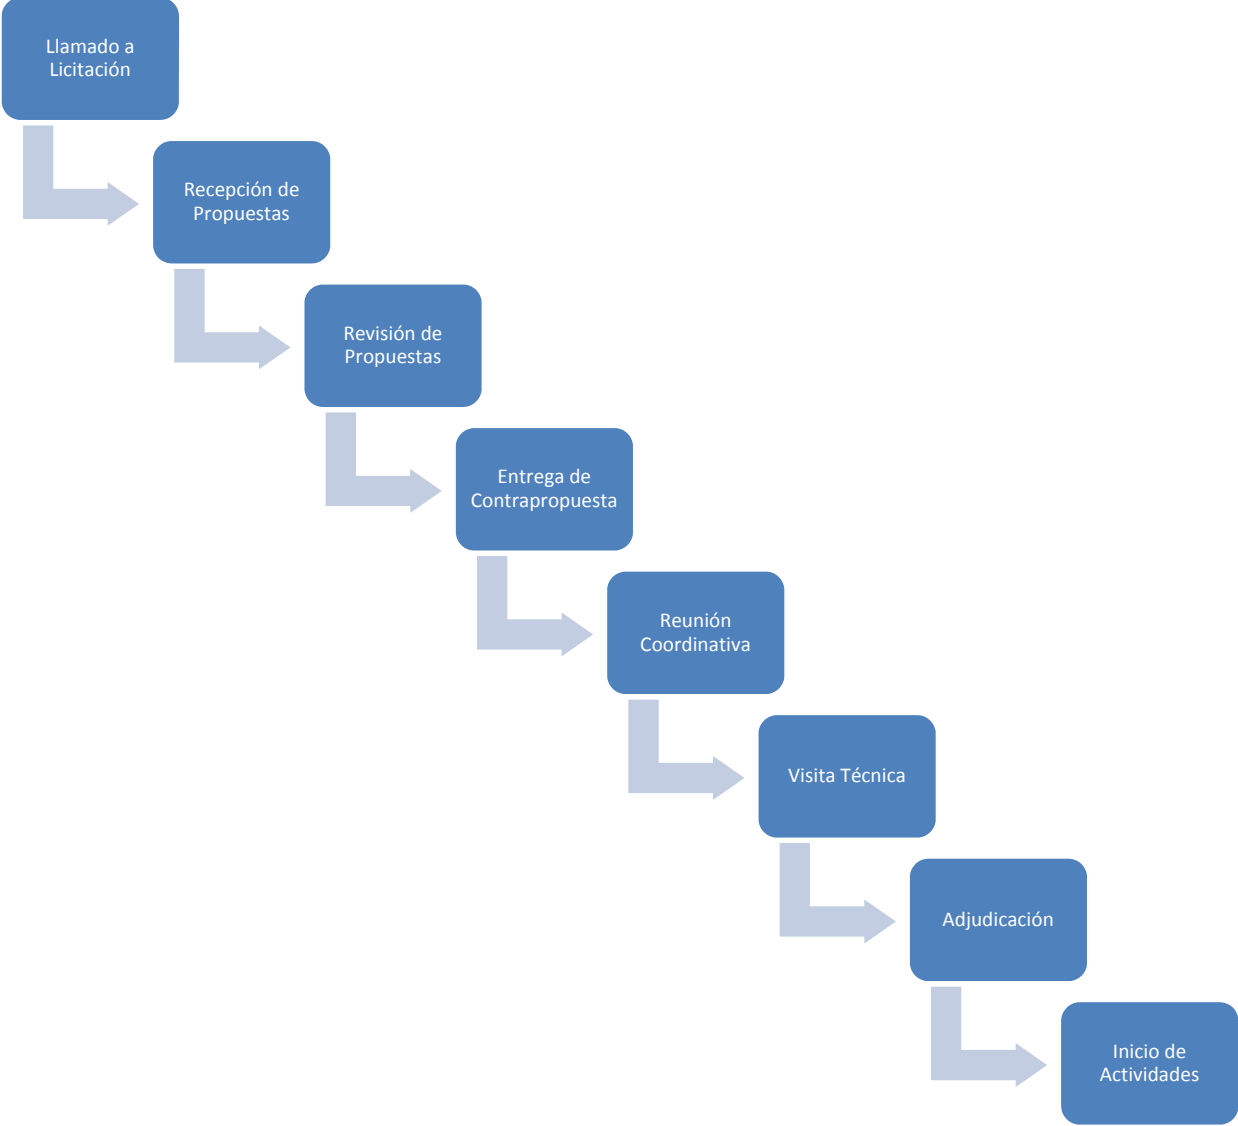 Llamado a
Licitación
Recepción de
Propuestas
Revisión de
Propuestas
Entrega de
Contrapropuesta
Reunión
Coordinativa
Visita Técnica
Adjudicación
Inicio de
Actividades